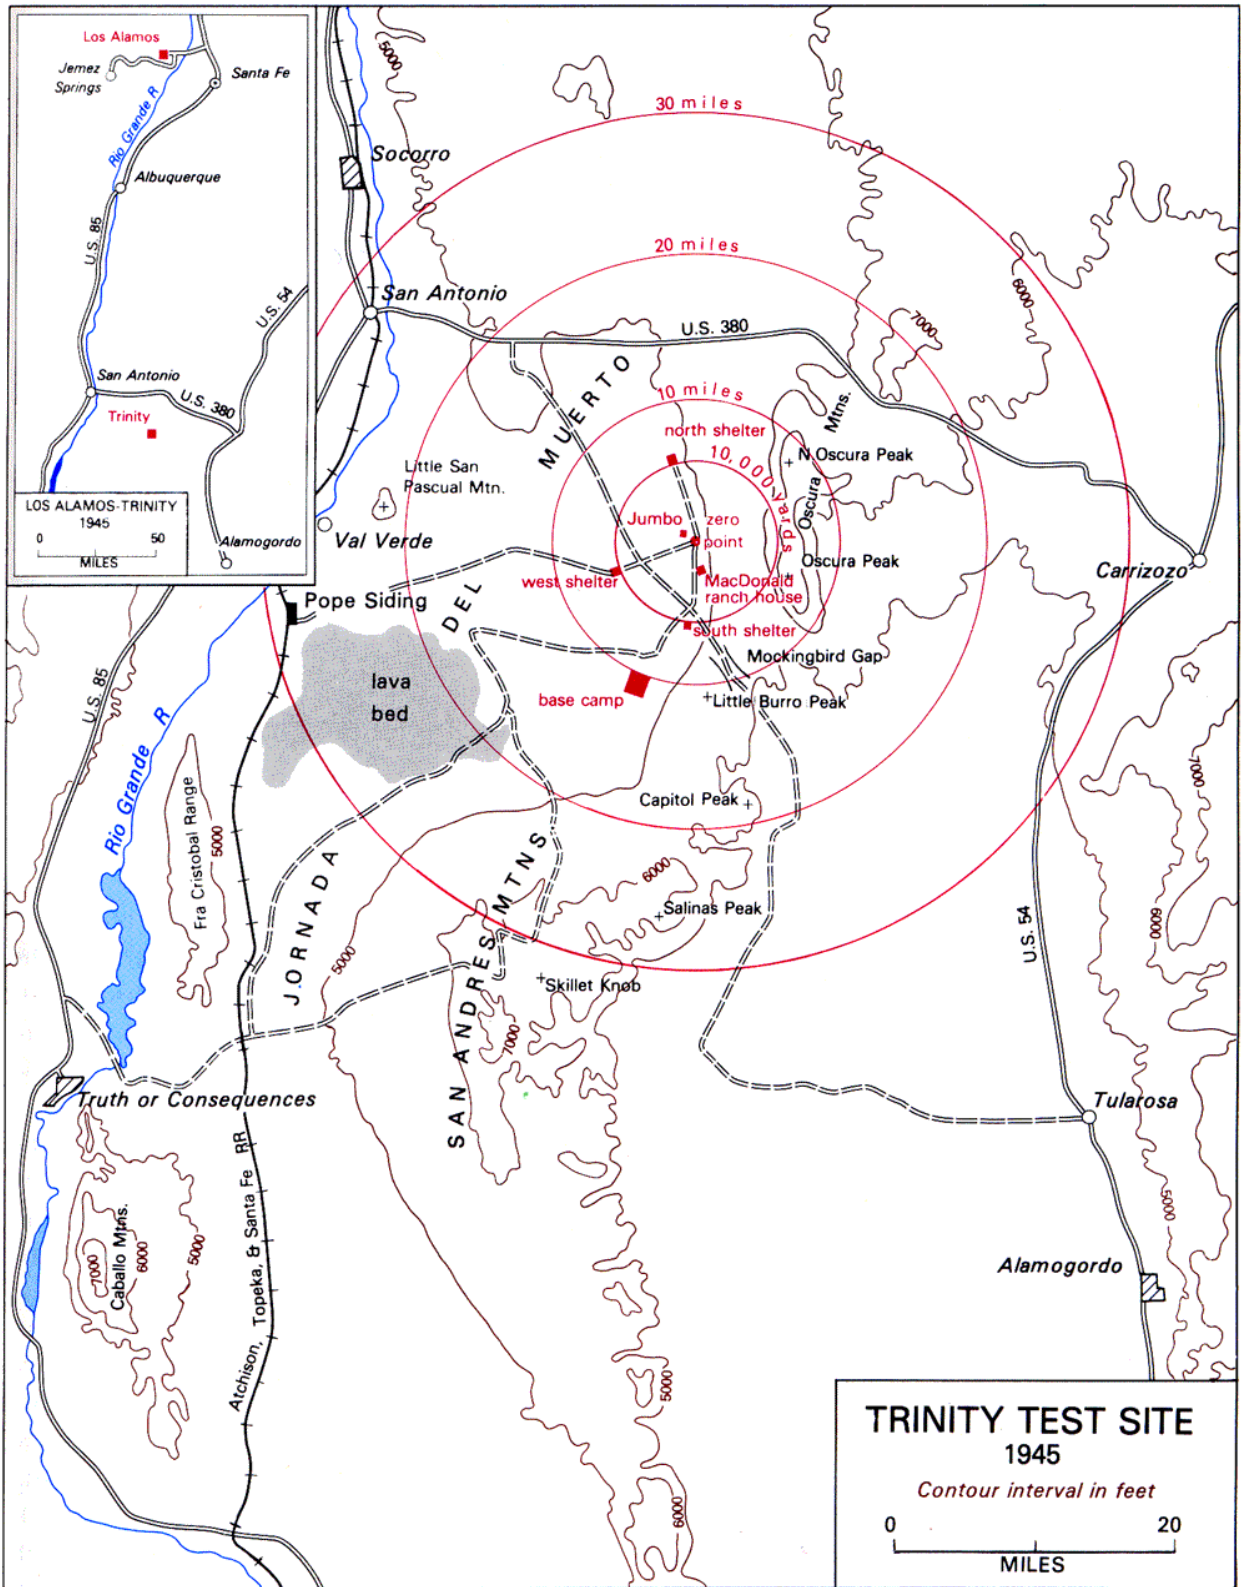 Los Alamos
Jemez
Springs
Santa Fe
Rio Grande R
Albuquerque
U.S. 85
U.S. 54
San Antonio
U.S. 380
Trinity
LOS ALAMOS-TRINITY
1945
0 50
MILES
Alamogordo
5000
30 miles
Socorro
20 miles
6000
San Antonio
7000
U.S. 380
MUERTO
10 miles
Mtns.
north shelter
N Oscura Peak
10,000 yards
Little San
Pascual Mtn.
Oscura
Jumbo
zero
point
Val Verde
Oscura Peak
Carrizozo
west shelter
MacDonald
ranch house
Pope Siding
DEL
south shelter
Mockingbird Gap
lava
bed
base camp
Little Burro Peak
U.S. 85
Rio Grande R
7000
Capitol Peak
Fra Cristobal Range
5000
JORNADA
SAN ANDRES MTNS.
6000
Salinas Peak
6000
U.S. 54
5000
Skillet Knob
7000
Truth or Consequences
Tularosa
Atchison, Topeka, & Santa Fe RR
5000
Caballo Mtns.
7000
6000
5000
Alamogordo
5000
6000
TRINITY TEST SITE
1945
Contour interval in feet
0 20
MILES